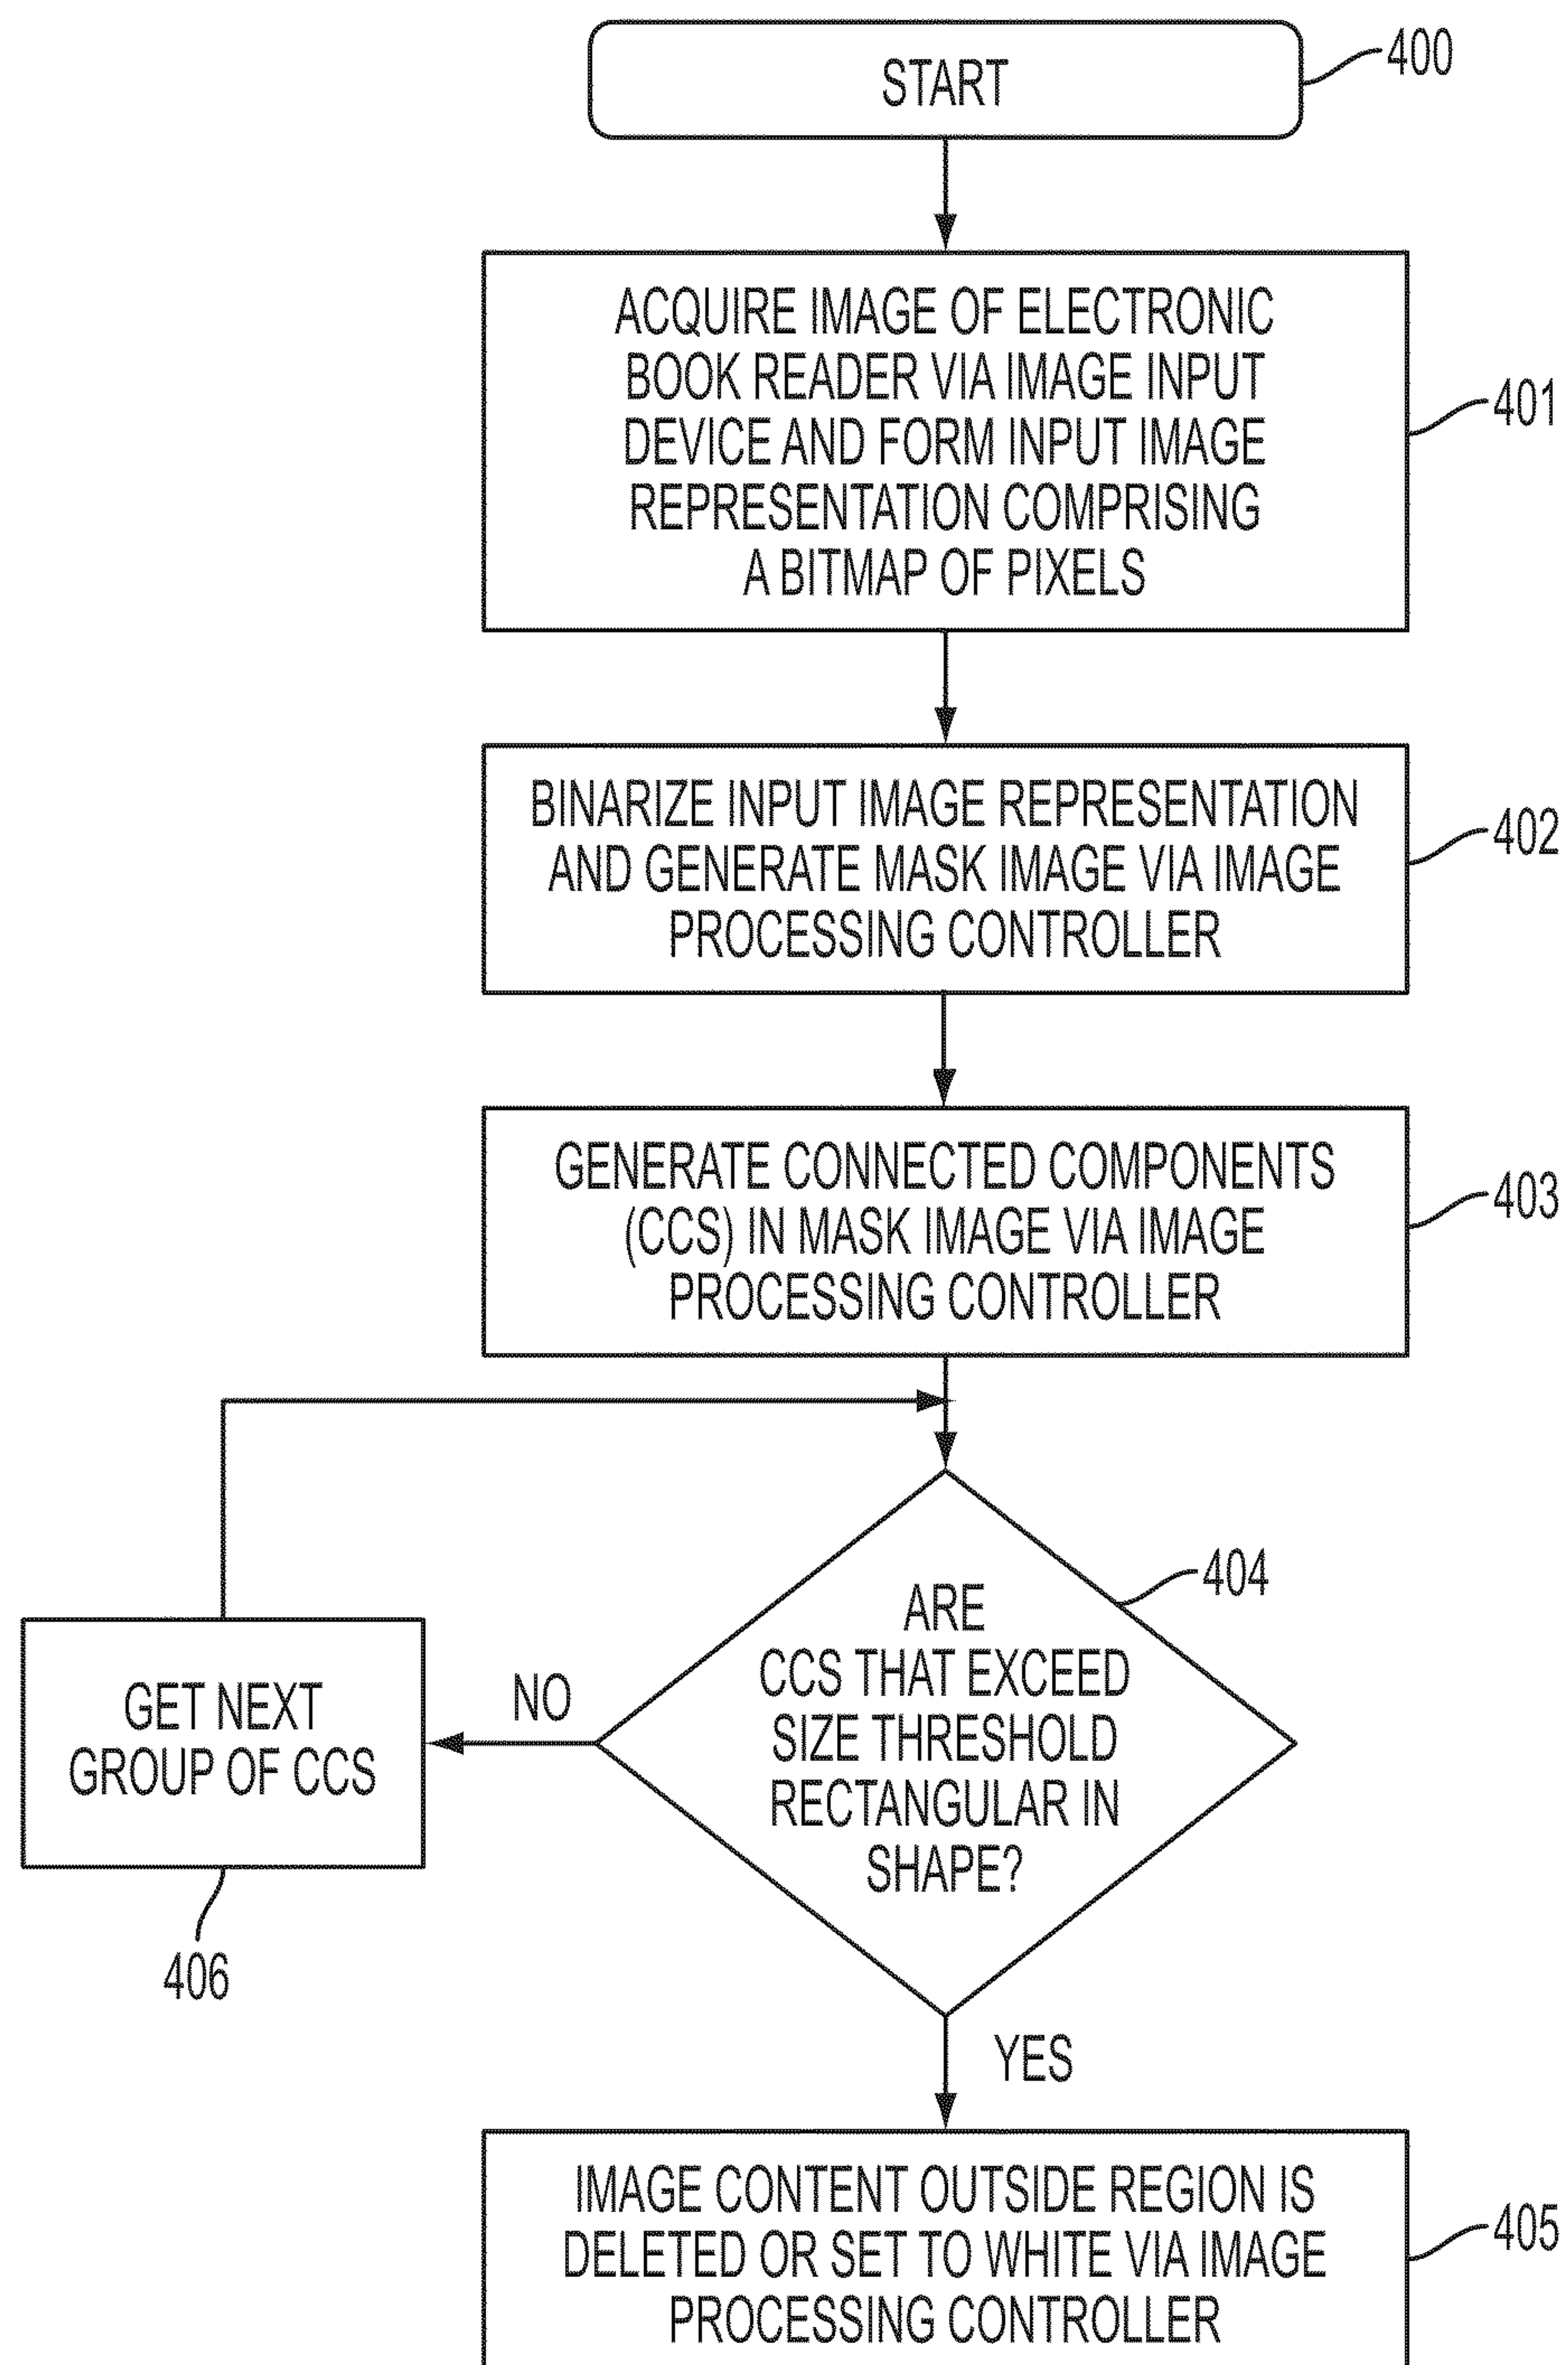 START
400
ACQUIRE IMAGE OF ELECTRONIC
BOOK READER VIA IMAGE INPUT
DEVICE AND FORM INPUT IMAGE
REPRESENTATION COMPRISING
A BITMAP OF PIXELS
401
BINARIZE INPUT IMAGE REPRESENTATION
AND GENERATE MASK IMAGE VIA IMAGE
PROCESSING CONTROLLER
402
GENERATE CONNECTED COMPONENTS
(CCS) IN MASK IMAGE VIA IMAGE
PROCESSING CONTROLLER
403
ARE
CCS THAT EXCEED
SIZE THRESHOLD
RECTANGULAR IN
SHAPE?
404
NO
GET NEXT
GROUP OF CCS
406
YES
IMAGE CONTENT OUTSIDE REGION IS
DELETED OR SET TO WHITE VIA IMAGE
PROCESSING CONTROLLER
405